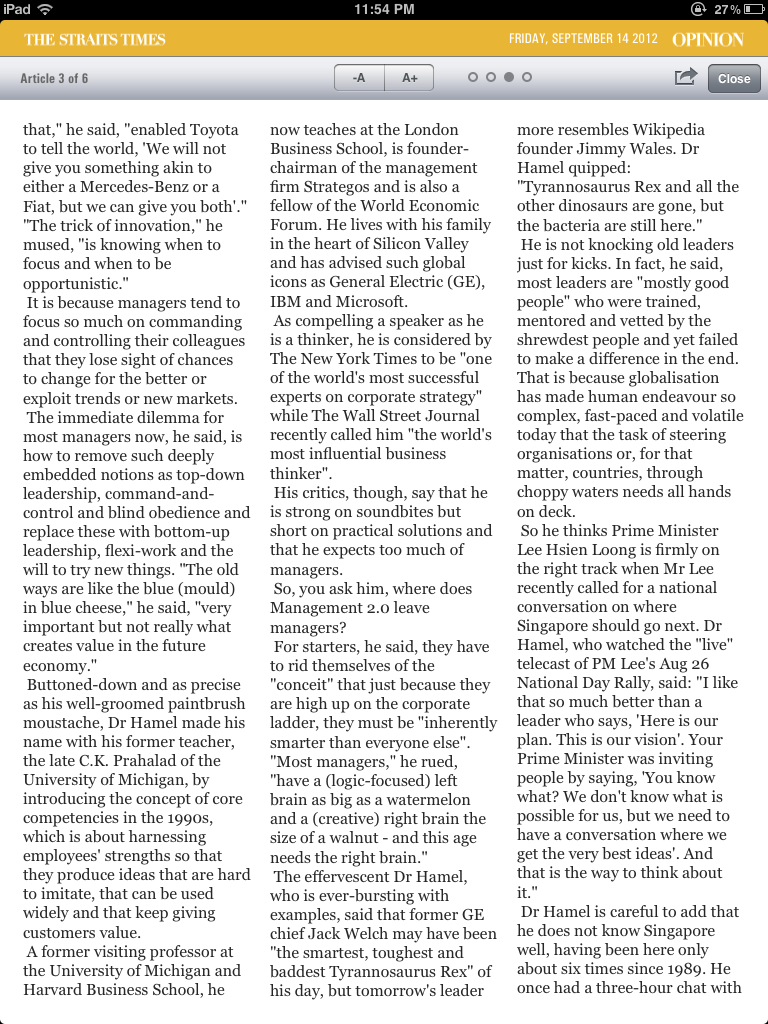 iPad
11:54 PM
27%
THE STRAITS TIMES
FRIDAY, SEPTEMBER 14 2012 OPINION
Article 3 of 6
-A
A+
Close
that," he said, "enabled Toyota
to tell the world, 'We will not
give you something akin to
either a Mercedes-Benz or a
Fiat, but we can give you both'."
"The trick of innovation," he
mused, "is knowing when to
focus and when to be
opportunistic."
It is because managers tend to
focus so much on commanding
and controlling their colleagues
that they lose sight of chances
to change for the better or
exploit trends or new markets.
The immediate dilemma for
most managers now, he said, is
how to remove such deeply
embedded notions as top-down
leadership, command-and-
control and blind obedience and
replace these with bottom-up
leadership, flexi-work and the
will to try new things. "The old
ways are like the blue (mould)
in blue cheese," he said, "very
important but not really what
creates value in the future
economy."
Buttoned-down and as precise
as his well-groomed paintbrush
moustache, Dr Hamel made his
name with his former teacher,
the late C.K. Prahalad of the
University of Michigan, by
introducing the concept of core
competencies in the 1990s,
which is about harnessing
employees' strengths so that
they produce ideas that are hard
to imitate, that can be used
widely and that keep giving
customers value.
A former visiting professor at
the University of Michigan and
Harvard Business School, he
now teaches at the London
Business School, is founder-
chairman of the management
firm Strategos and is also a
fellow of the World Economic
Forum. He lives with his family
in the heart of Silicon Valley
and has advised such global
icons as General Electric (GE),
IBM and Microsoft.
As compelling a speaker as he
is a thinker, he is considered by
The New York Times to be "one
of the world's most successful
experts on corporate strategy"
while The Wall Street Journal
recently called him "the world's
most influential business
thinker".
His critics, though, say that he
is strong on soundbites but
short on practical solutions and
that he expects too much of
managers.
So, you ask him, where does
Management 2.0 leave
managers?
For starters, he said, they have
to rid themselves of the
"conceit" that just because they
are high up on the corporate
ladder, they must be "inherently
smarter than everyone else".
"Most managers," he rued,
"have a (logic-focused) left
brain as big as a watermelon
and a (creative) right brain the
size of a walnut - and this age
needs the right brain."
The effervescent Dr Hamel,
who is ever-bursting with
examples, said that former GE
chief Jack Welch may have been
"the smartest, toughest and
baddest Tyrannosaurus Rex" of
his day, but tomorrow's leader
more resembles Wikipedia
founder Jimmy Wales. Dr
Hamel quipped:
"Tyrannosaurus Rex and all the
other dinosaurs are gone, but
the bacteria are still here."
He is not knocking old leaders
just for kicks. In fact, he said,
most leaders are "mostly good
people" who were trained,
mentored and vetted by the
shrewdest people and yet failed
to make a difference in the end.
That is because globalisation
has made human endeavour so
complex, fast-paced and volatile
today that the task of steering
organisations or, for that
matter, countries, through
choppy waters needs all hands
on deck.
So he thinks Prime Minister
Lee Hsien Loong is firmly on
the right track when Mr Lee
recently called for a national
conversation on where
Singapore should go next. Dr
Hamel, who watched the "live"
telecast of PM Lee's Aug 26
National Day Rally, said: "I like
that so much better than a
leader who says, 'Here is our
plan. This is our vision'. Your
Prime Minister was inviting
people by saying, 'You know
what? We don't know what is
possible for us, but we need to
have a conversation where we
get the very best ideas'. And
that is the way to think about
it."
Dr Hamel is careful to add that
he does not know Singapore
well, having been here only
about six times since 1989. He
once had a three-hour chat with